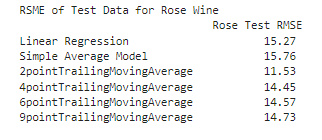 RSME of Test Data for Rose Wine
Rose Test RMSE
Linear Regression 15.27
Simple Average Model 15.76
2pointTrailingMovingAverage 11.53
4pointTrailingMovingAverage 14.45
6pointTrailingMovingAverage 14.57
9pointTrailingMovingAverage 14.73